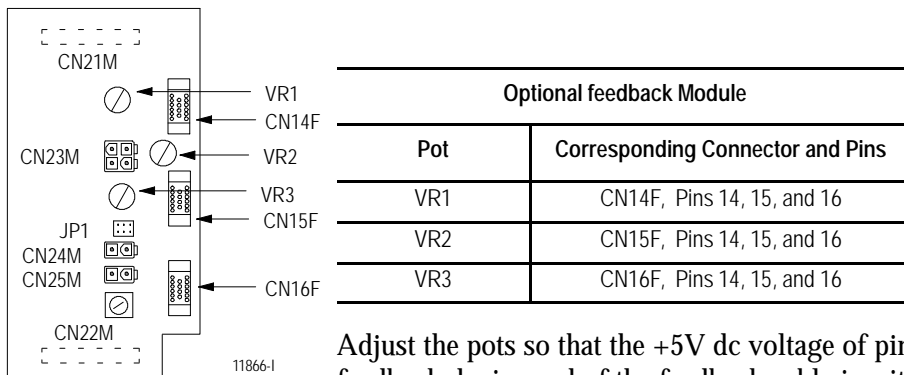 CN21M
VR1
CN14F
CN23M
VR2
VR3
CN15F
JP1
CN24M
CN25M
CN16F
CN22M
11866-I
Optional feedback Module
Pot Corresponding Connector and Pins
VR1 CN14F, Pins 14, 15, and 16
VR2 CN15F, Pins 14, 15, and 16
VR3 CN16F, Pins 14, 15, and 16
Adjust the pots so that the +5V dc voltage of pin